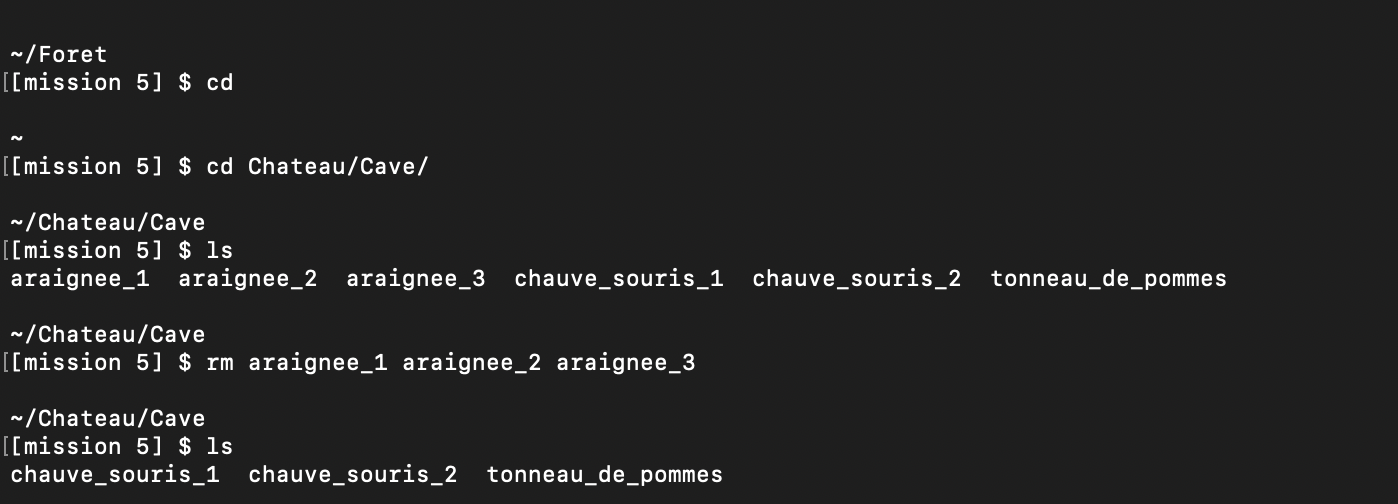 ~/Foret
[[mission 5] $ cd
~
[[mission 5] $ cd Chateau/Cave/
~/Chateau/Cave
[[mission 5] $ ls
araignee_1  araignee_2  araignee_3  chauve_souris_1  chauve_souris_2  tonneau_de_pommes
~/Chateau/Cave
[[mission 5] $ rm araignee_1 araignee_2 araignee_3
~/Chateau/Cave
[[mission 5] $ ls
chauve_souris_1  chauve_souris_2  tonneau_de_pommes